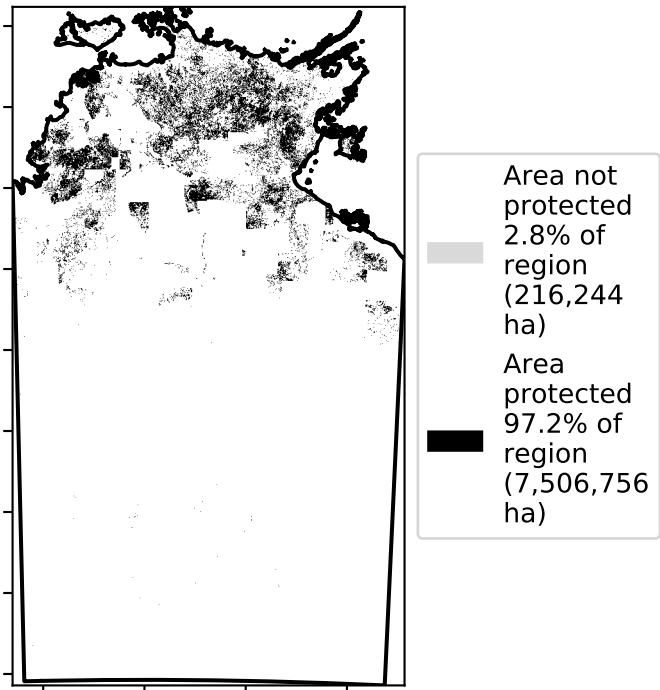 Area not
protected
2.8% of
region
(216,244
ha)
Area
protected
97.2% of
region
(7,506,756
ha)